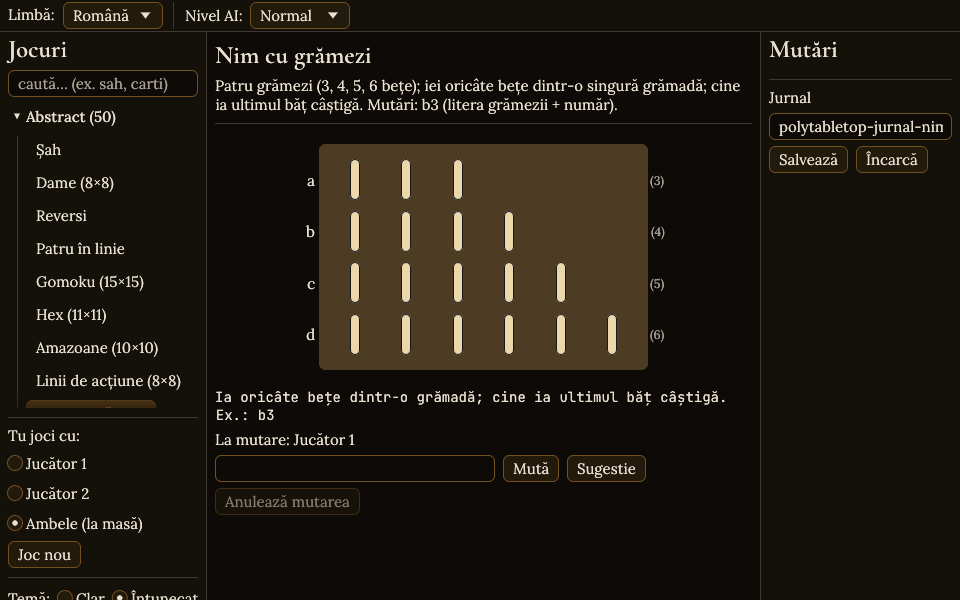 Limbă: Română Nivel AI: Normal
Jocuri
caută... (ex. sah, carti)
Abstract (50)
Șah
Dame (8×8)
Reversi
Patru în linie
Gomoku (15×15)
Hex (11×11)
Amazoane (10×10)
Linii de acțiune (8×8)
Tu joci cu:
Jucător 1
Jucător 2
Ambele (la masă)
Joc nou
Temă: Clar Întunecat
Nim cu grămezi
Patru grămezi (3, 4, 5, 6 bețe); iei oricâte bețe dintr-o singură grămadă; cine
ia ultimul băț câștigă. Mutări: b3 (litera grămezii + număr).
a (3)
b (4)
c (5)
d (6)
Ia oricâte bețe dintr-o grămadă; cine ia ultimul băț câștigă.
Ex.: b3
La mutare: Jucător 1
Mută Sugestie
Anulează mutarea
Mutări
Jurnal
polytabletop-jurnal-nim
Salvează Încarcă